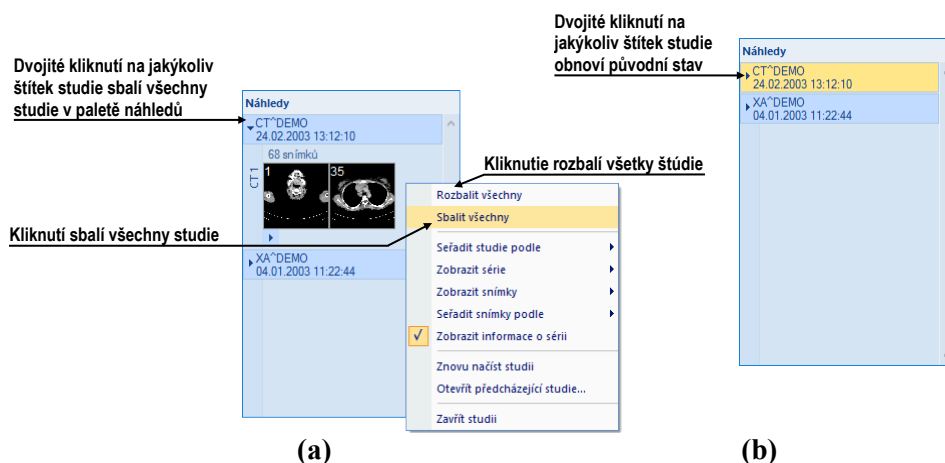 Dvojité kliknutí na jakýkoliv
štítek studie sbalí všechny
studie v paletě náhledů
Náhledy
CT^DEMO
24.02.2003 13:12:10
68 snímků
CT 1
1
35
Kliknutí sbalí všechny studie
XA^DEMO
04.01.2003 11:22:44
Kliknutie rozbalí všetky štúdie
Rozbalit všechny
Sbalit všechny
Seřadit studie podle
Zobrazit série
Zobrazit snímky
Seřadit snímky podle
Zobrazit informace o sérii
Znovu načíst studii
Otevřít předcházející studie...
Zavřít studii
(a)
Dvojité kliknutí na
jakýkoliv štítek studie
obnoví původní stav
Náhledy
CT^DEMO
24.02.2003 13:12:10
XA^DEMO
04.01.2003 11:22:44
(b)